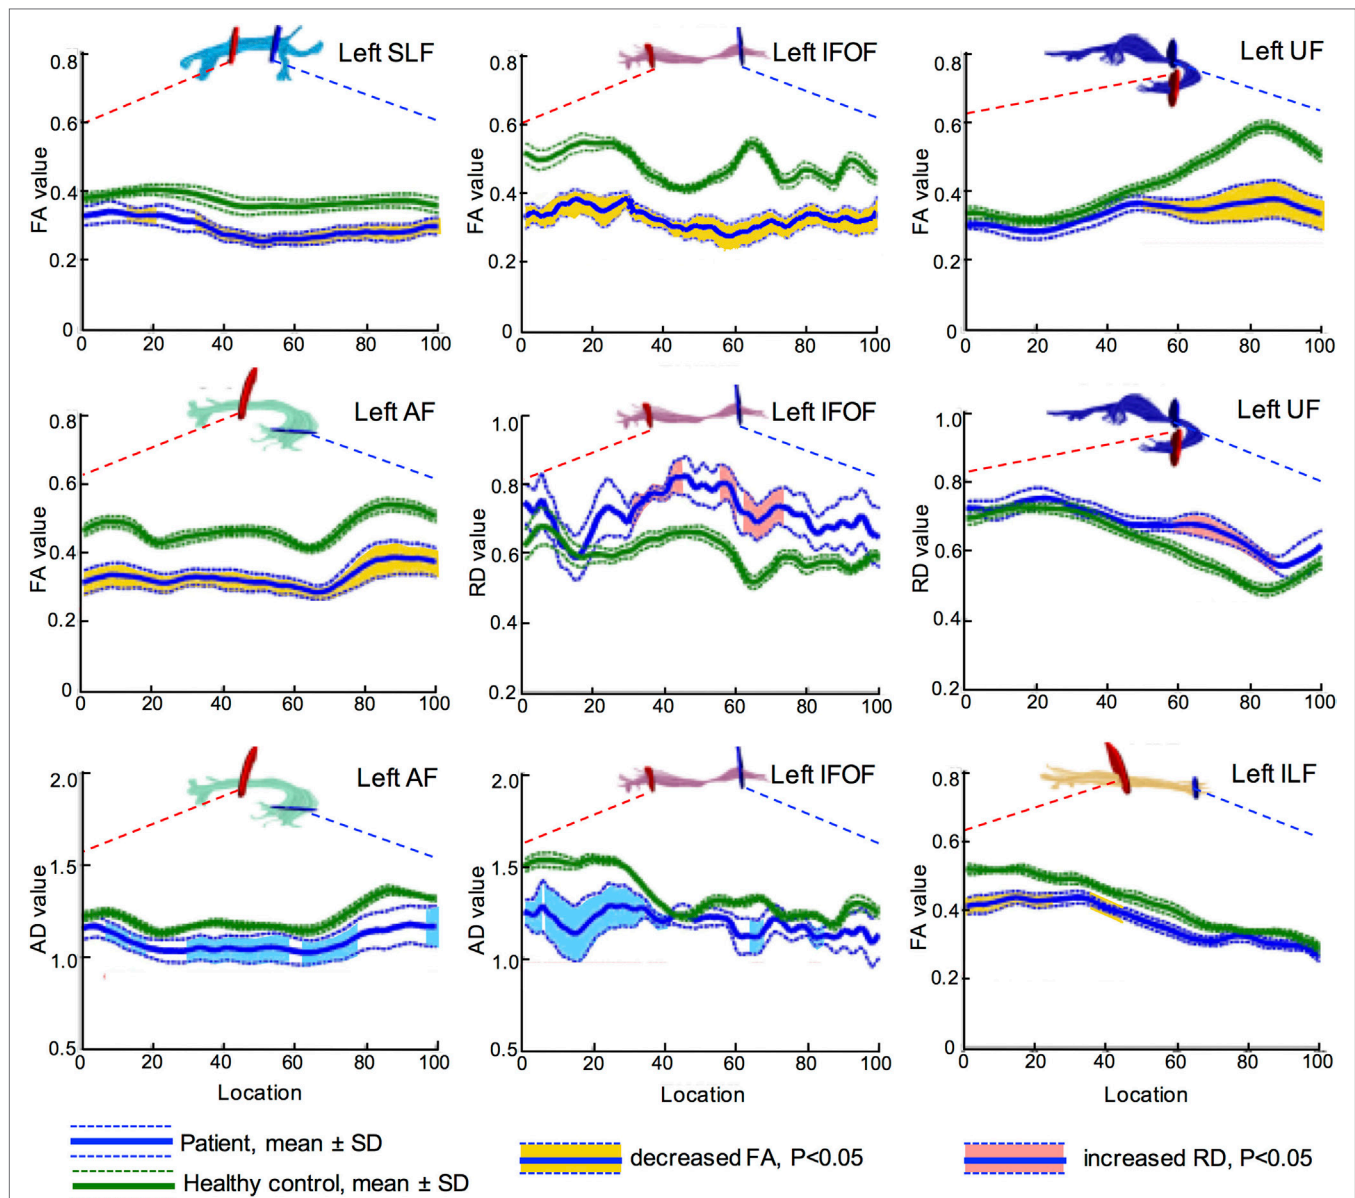 Left SLF
0.8
0.6
0.4
0.2
0
FA value
0 20 40 60 80 100
Left IFOF
0.8
0.6
0.4
0.2
0
FA value
0 20 40 60 80 100
Left UF
0.8
0.6
0.4
0.2
0
FA value
0 20 40 60 80 100
Left AF
0.8
0.6
0.4
0.2
0
FA value
0 20 40 60 80 100
Left IFOF
1.0
0.8
0.6
0.4
0.2
RD value
0 20 40 60 80 100
Left UF
1.0
0.8
0.6
0.4
0.2
RD value
0 20 40 60 80 100
Left AF
2.0
1.5
1.0
0.5
AD value
0 20 40 60 80 100
Location
Left IFOF
2.0
1.5
1.0
0.5
AD value
0 20 40 60 80 100
Location
Left ILF
0.8
0.6
0.4
0.2
0
FA value
0 20 40 60 80 100
Location
Patient, mean ± SD
Healthy control, mean ± SD
decreased FA, P<0.05
increased RD, P<0.05